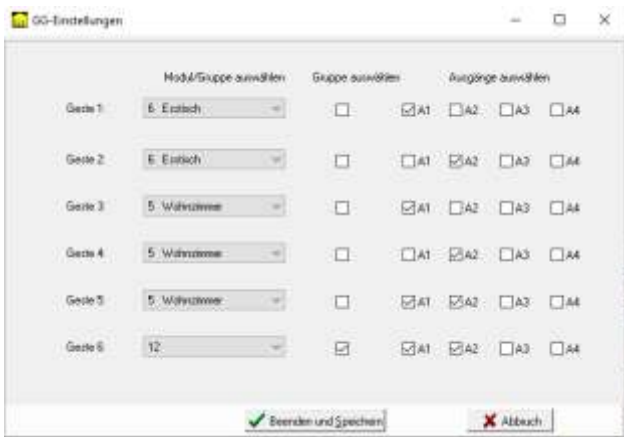 GG-Einstellungen
Modul/Gruppe auswählen Gruppe auswählen Ausgänge auswählen
Geste 1 6 Esstisch A1 A2 A3 A4
Geste 2 6 Esstisch A1 A2 A3 A4
Geste 3 5 Wohnzimmer A1 A2 A3 A4
Geste 4 5 Wohnzimmer A1 A2 A3 A4
Geste 5 5 Wohnzimmer A1 A2 A3 A4
Geste 6 12 A1 A2 A3 A4
Beenden und Speichern Abbruch